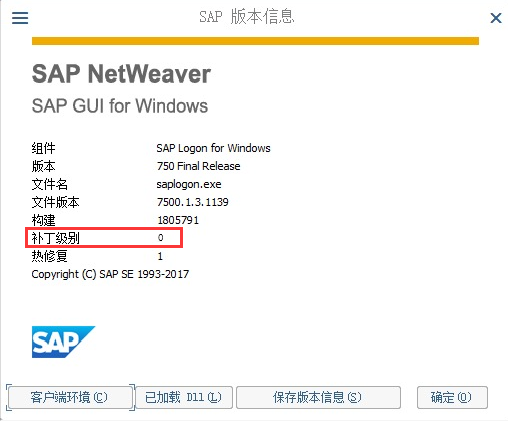 SAP 版本信息
SAP NetWeaver
SAP GUI for Windows
组件 SAP Logon for Windows
版本 750 Final Release
文件名 saplogon.exe
文件版本 7500.1.3.1139
构建 1805791
补丁级别 0
热修复 1
Copyright (C) SAP SE 1993-2017
SAP
客户端环境(C) 已加载 Dll(L) 保存版本信息(S) 确定(O)